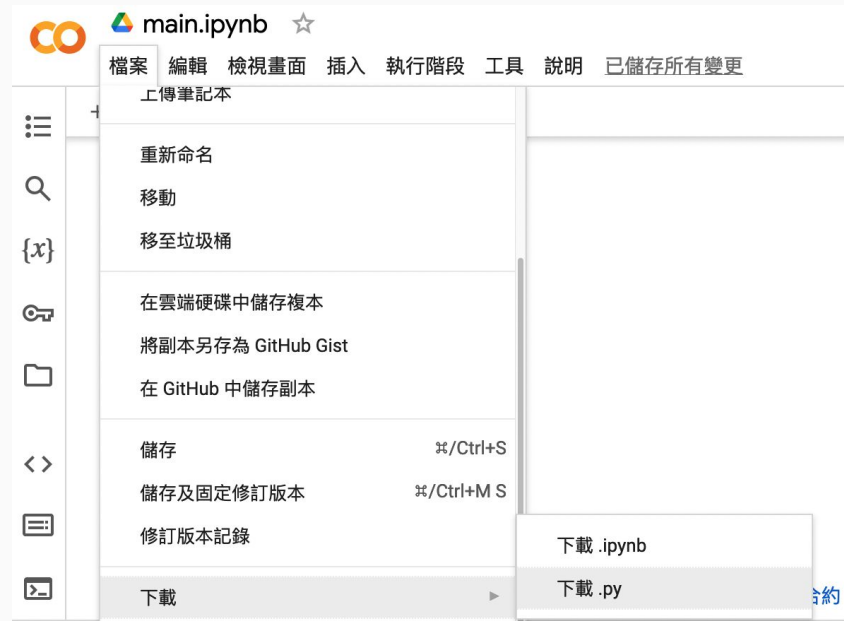 main.ipynb
檔案 編輯 檢視畫面 插入 執行階段 工具 說明 已儲存所有變更
+
上傳筆記本
重新命名
移動
移至垃圾桶
{x}
在雲端硬碟中儲存複本
將副本另存為 GitHub Gist
在 GitHub 中儲存副本
儲存 ⌘/Ctrl+S
儲存及固定修訂版本 ⌘/Ctrl+M S
修訂版本記錄
下載 .ipynb
下載 ►
下載 .py
合約